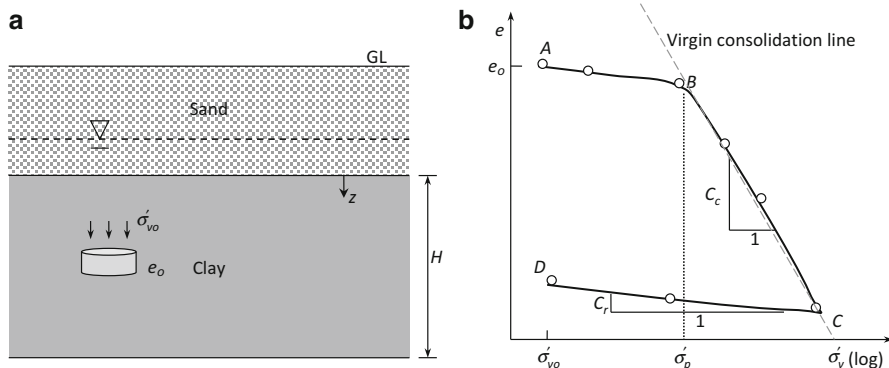 a
GL
Sand
z
σ'vo
eo Clay
H
b
e
Virgin consolidation line
A
eo
B
Cc
1
D
Cr
1
C
σ'vo
σ'p
σ'v (log)